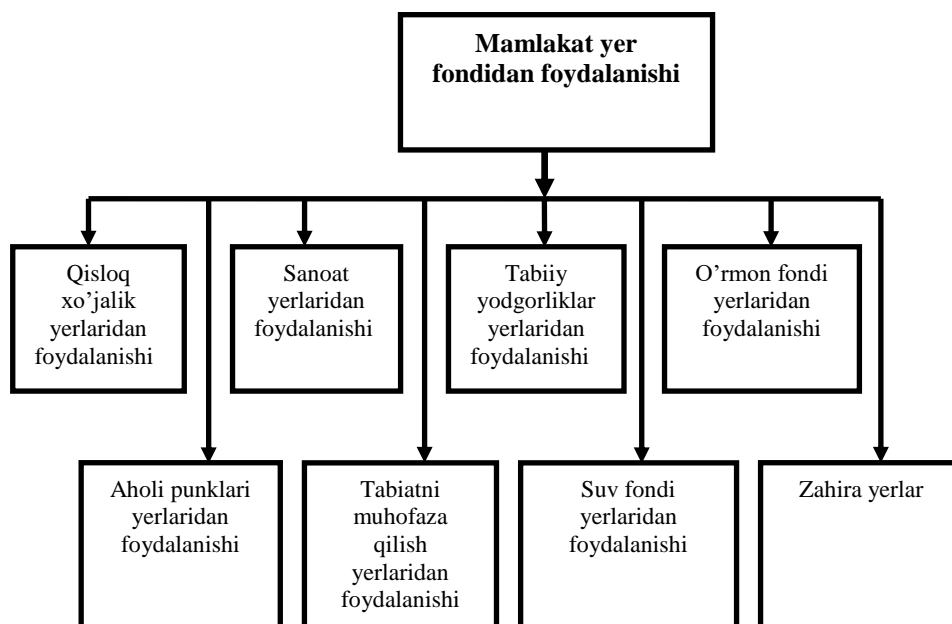 Mamlakat yer
fondidan foydalanishi
Qisloq
xo’jalik
yerlaridan
foydalanishi
Sanoat
yerlaridan
foydalanishi
Tabiiy
yodgorliklar
yerlaridan
foydalanishi
O’rmon fondi
yerlaridan
foydalanishi
Aholi punklari
yerlaridan
foydalanishi
Tabiatni
muhofaza
qilish
yerlaridan
foydalanishi
Suv fondi
yerlaridan
foydalanishi
Zahira yerlar